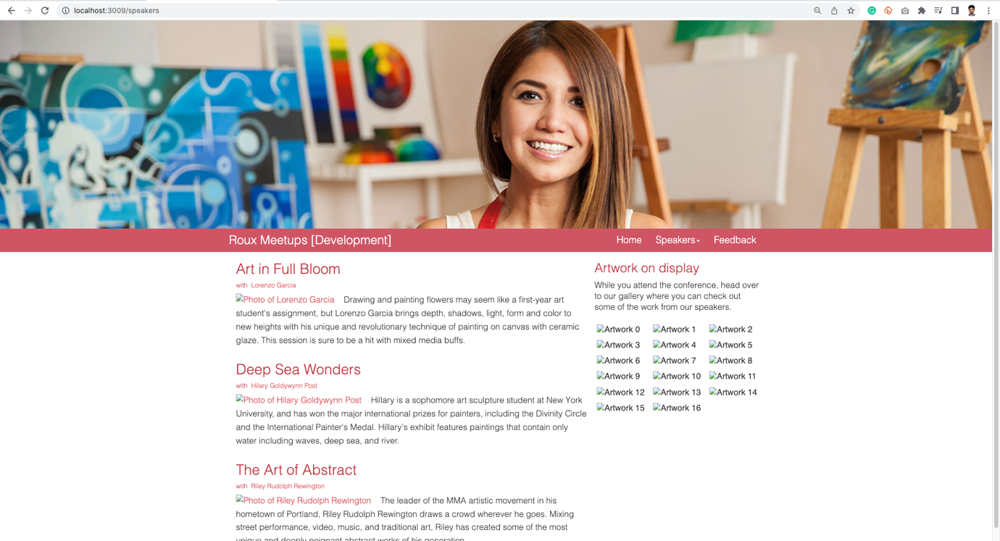 localhost:3009/speakers
Roux Meetups [Development]
Home Speakers Feedback
Art in Full Bloom
with Lorenzo Garcia
Photo of Lorenzo Garcia Drawing and painting flowers may seem like a first-year art
student's assignment, but Lorenzo Garcia brings depth, shadows, light, form and color to
new heights with his unique and revolutionary technique of painting on canvas with ceramic
glaze. This session is sure to be a hit with mixed media buffs.
Deep Sea Wonders
with Hilary Goldywynn Post
Photo of Hilary Goldywynn Post Hillary is a sophomore art sculpture student at New York
University, and has won the major international prizes for painters, including the Divinity Circle
and the International Painter's Medal. Hillary's exhibit features paintings that contain only
water including waves, deep sea, and river.
The Art of Abstract
with Riley Rudolph Rewington
Photo of Riley Rudolph Rewington The leader of the MMA artistic movement in his
hometown of Portland, Riley Rudolph Rewington draws a crowd wherever he goes. Mixing
street performance, video, music, and traditional art, Riley has created some of the most
unique and deeply poignant abstract works of his generation.
Artwork on display
While you attend the conference, head over
to our gallery where you can check out
some of the work from our speakers.
Artwork 0 Artwork 1 Artwork 2
Artwork 3 Artwork 4 Artwork 5
Artwork 6 Artwork 7 Artwork 8
Artwork 9 Artwork 10 Artwork 11
Artwork 12 Artwork 13 Artwork 14
Artwork 15 Artwork 16